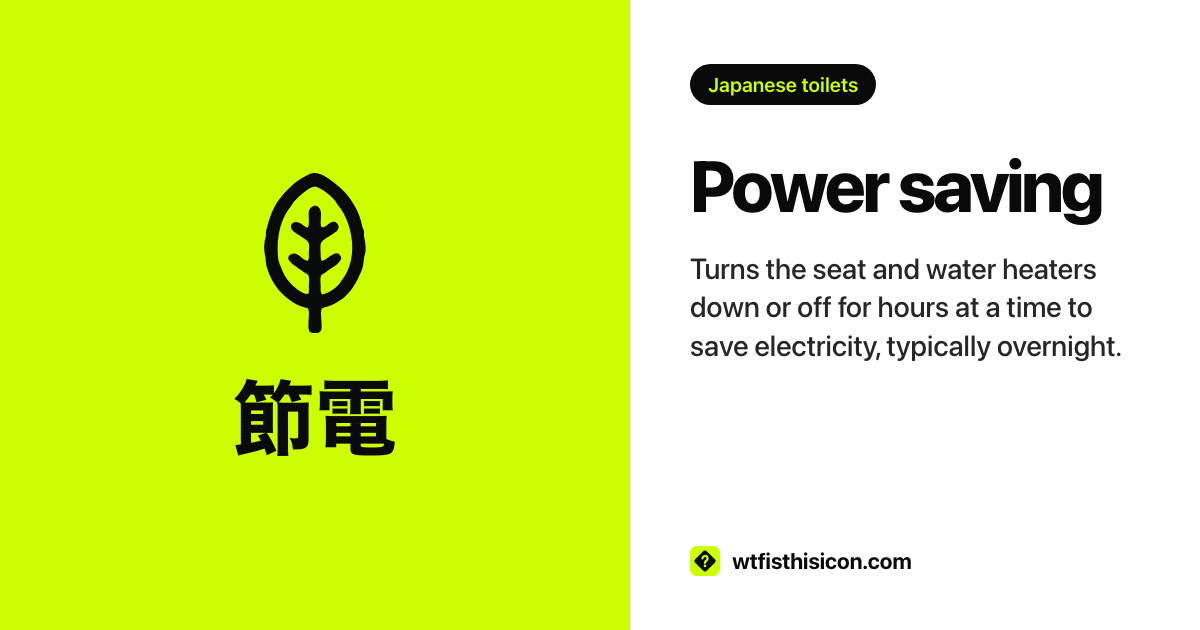 節電
Japanese toilets
Power saving
Turns the seat and water heaters
down or off for hours at a time to
save electricity, typically overnight.
?
wtfisthisicon.com